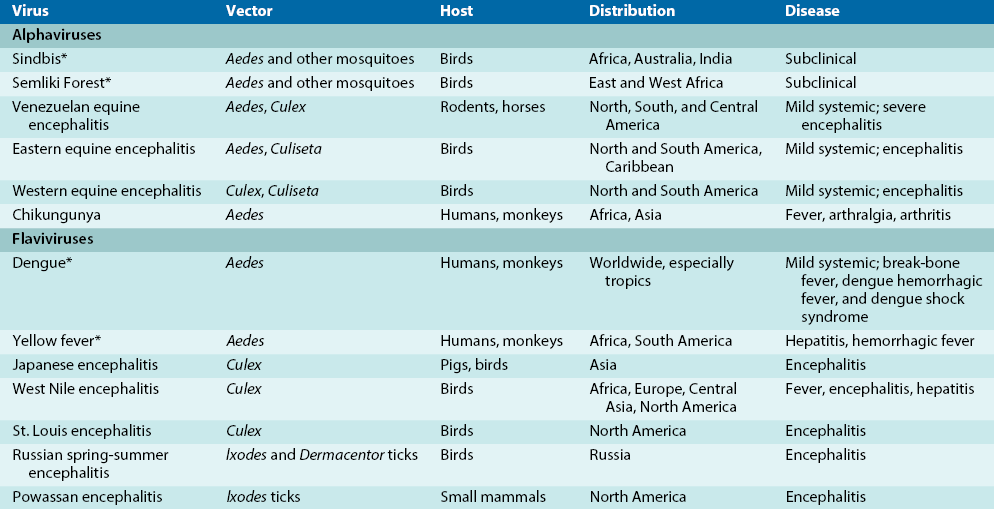 Virus Vector Host Distribution Disease
Alphaviruses
Sindbis* Aedes and other mosquitoes Birds Africa, Australia, India Subclinical
Semliki Forest* Aedes and other mosquitoes Birds East and West Africa Subclinical
Venezuelan equine Aedes, Culex Rodents, horses North, South, and Central Mild systemic; severe
encephalitis America encephalitis
Eastern equine encephalitis Aedes, Culiseta Birds North and South America, Mild systemic; encephalitis
Caribbean
Western equine encephalitis Culex, Culiseta Birds North and South America Mild systemic; encephalitis
Chikungunya Aedes Humans, monkeys Africa, Asia Fever, arthralgia, arthritis
Flaviviruses
Dengue* Aedes Humans, monkeys Worldwide, especially Mild systemic; break-bone
tropics fever, dengue hemorrhagic
fever, and dengue shock
syndrome
Yellow fever* Aedes Humans, monkeys Africa, South America Hepatitis, hemorrhagic fever
Japanese encephalitis Culex Pigs, birds Asia Encephalitis
West Nile encephalitis Culex Birds Africa, Europe, Central Fever, encephalitis, hepatitis
Asia, North America
St. Louis encephalitis Culex Birds North America Encephalitis
Russian spring-summer Ixodes and Dermacentor ticks Birds Russia Encephalitis
encephalitis
Powassan encephalitis Ixodes ticks Small mammals North America Encephalitis